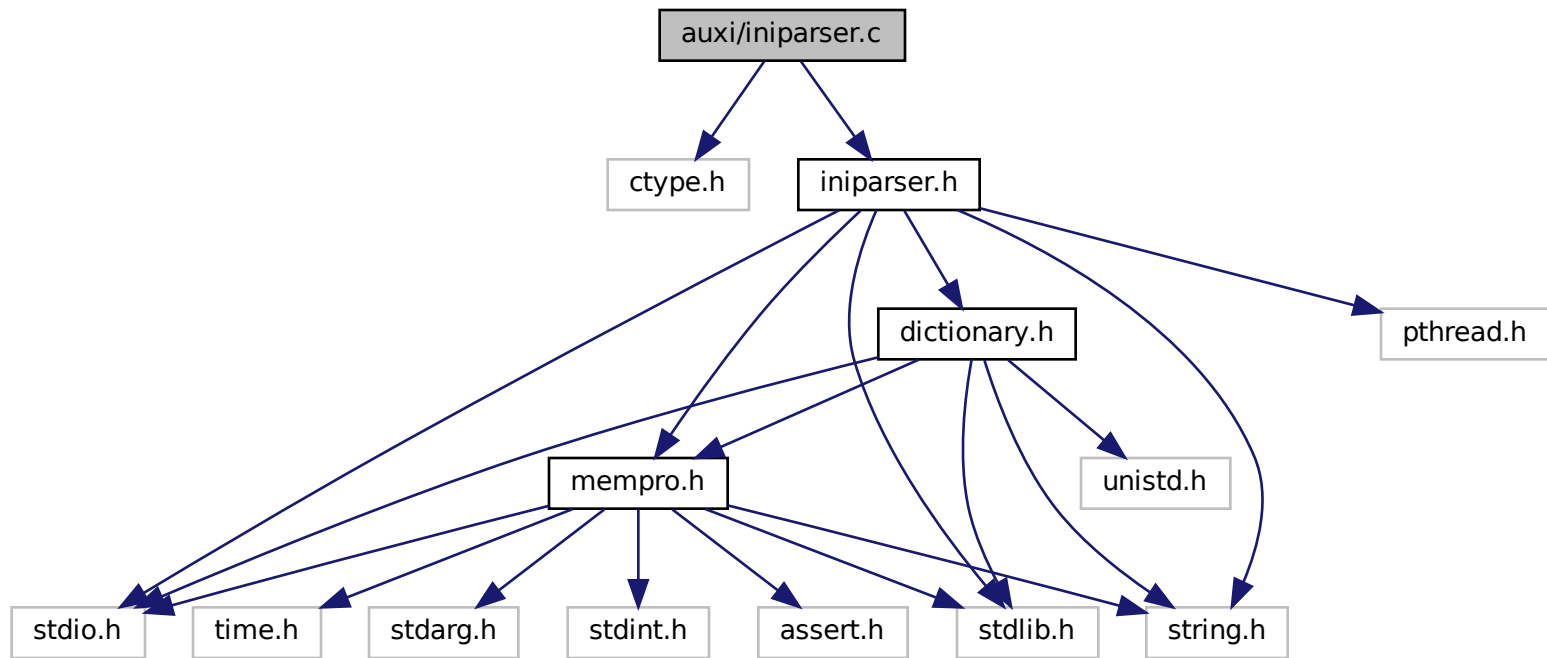 auxi/iniparser.c
ctype.h
iniparser.h
dictionary.h
pthread.h
mempro.h
unistd.h
stdio.h
time.h
stdarg.h
stdint.h
assert.h
stdlib.h
string.h